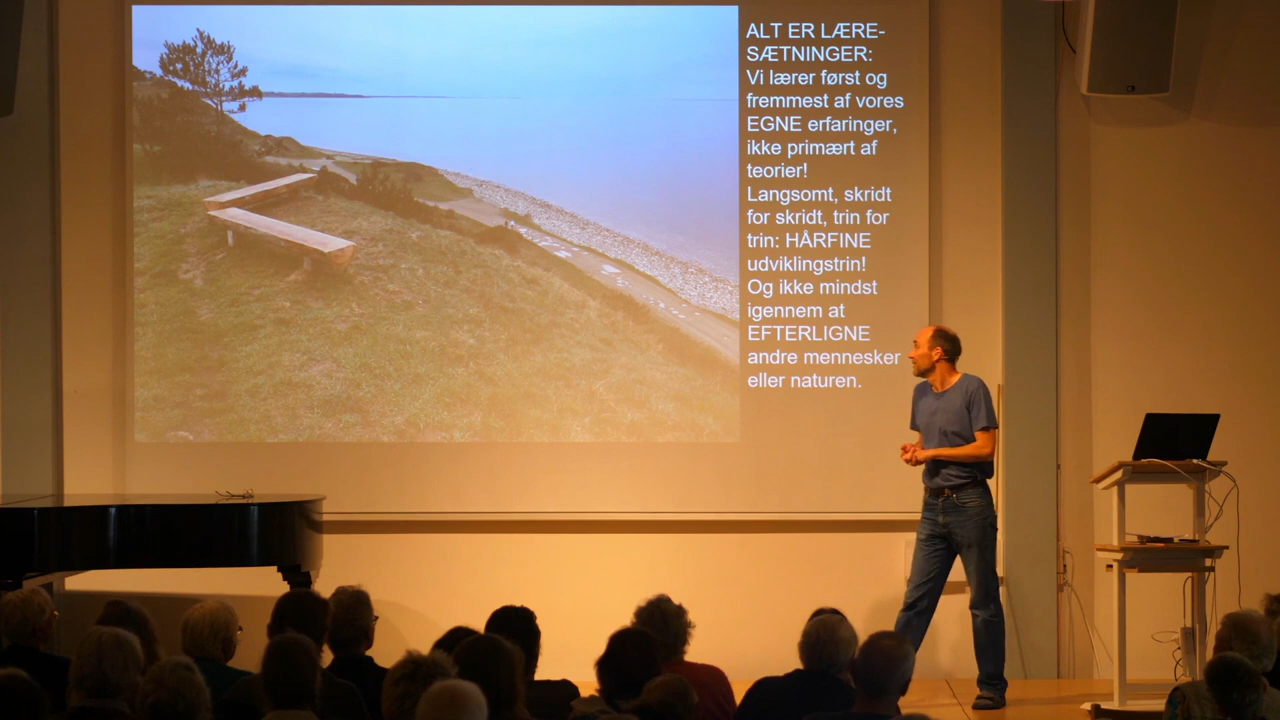 ALT ER LÆRE-
SÆTNINGER:
Vi lærer først og
fremmest af vores
EGNE erfaringer,
ikke primært af
teorier!
Langsomt, skridt
for skridt, trin for
trin: HÅRFINE
udviklingstrin!
Og ikke mindst
igennem at
EFTERLIGNE
andre mennesker
eller naturen.